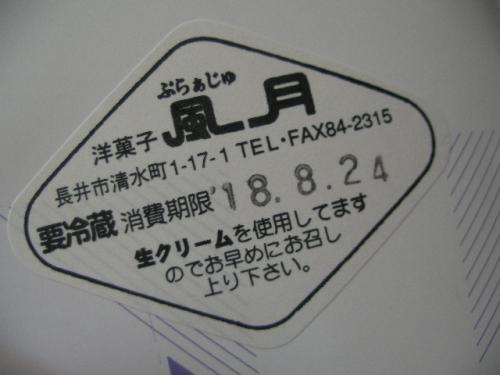 ぷらぁじゅ
洋菓子 風月
長井市清水町1-17-1 TEL・FAX84-2315
要冷蔵 消費期限 '18.8.24
生クリームを使用してます
のでお早めにお召し
上り下さい。